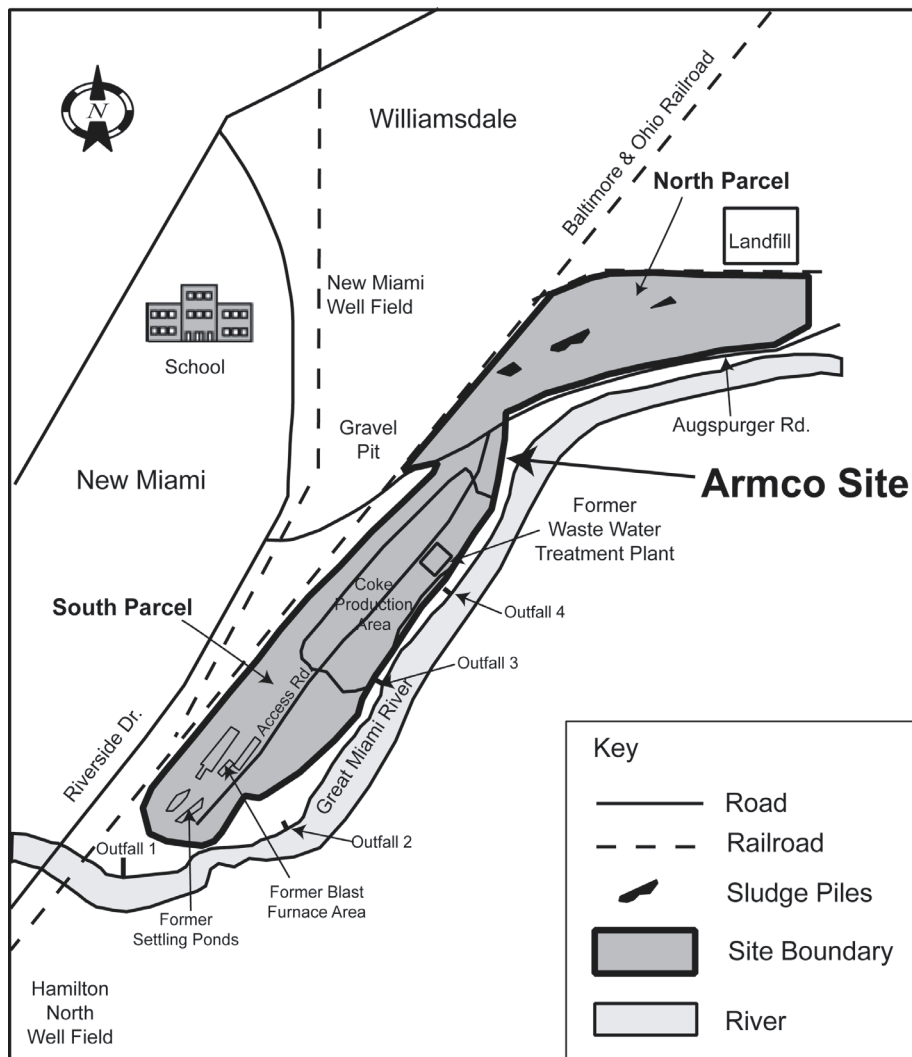 N
Williamsdale
Baltimore & Ohio Railroad
North Parcel
Landfill
New Miami
Well Field
School
Gravel
Pit
Augspurger Rd.
New Miami
Armco Site
Former
Waste Water
Treatment Plant
Coke
Production
Area
South Parcel
Outfall 4
Outfall 3
Access Rd
Great Miami River
Riverside Dr.
Outfall 1
Outfall 2
Former Blast
Furnace Area
Former
Settling Ponds
Hamilton
North
Well Field
Key
Road
Railroad
Sludge Piles
Site Boundary
River